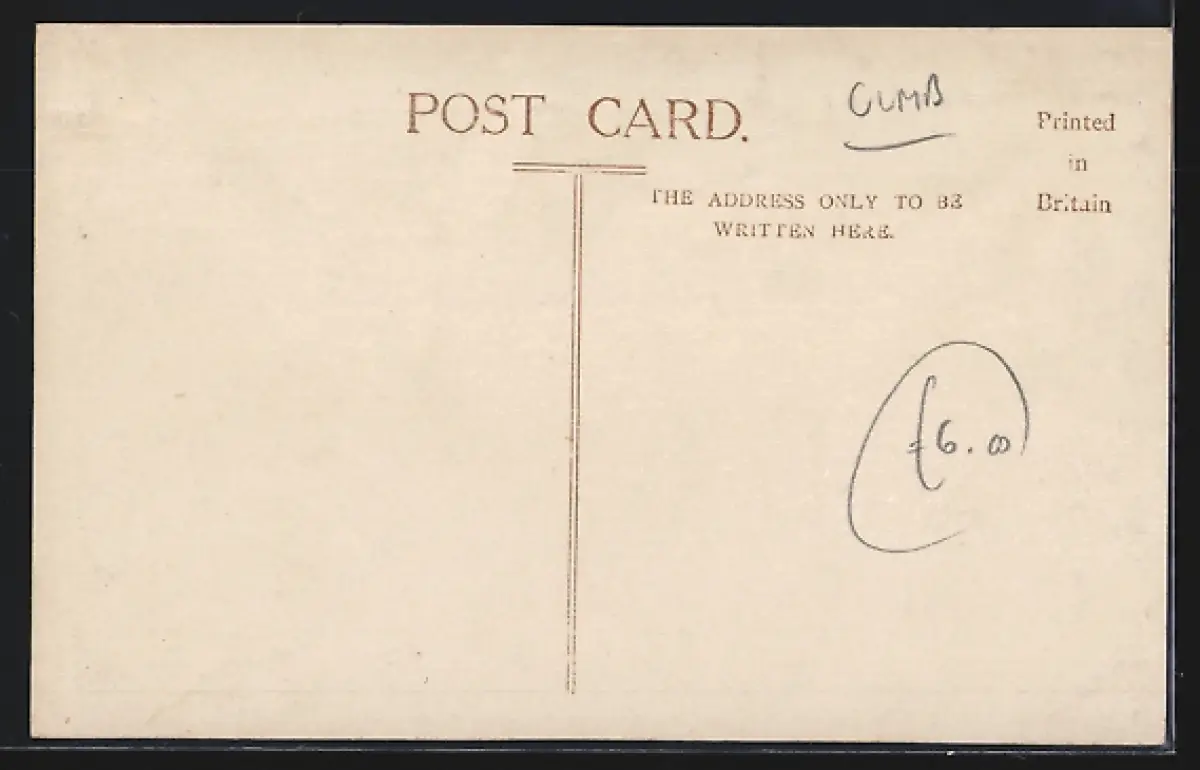 POST CARD.
CUMB
Printed
in
Britain
THE ADDRESS ONLY TO BE
WRITTEN HERE.
£6.00